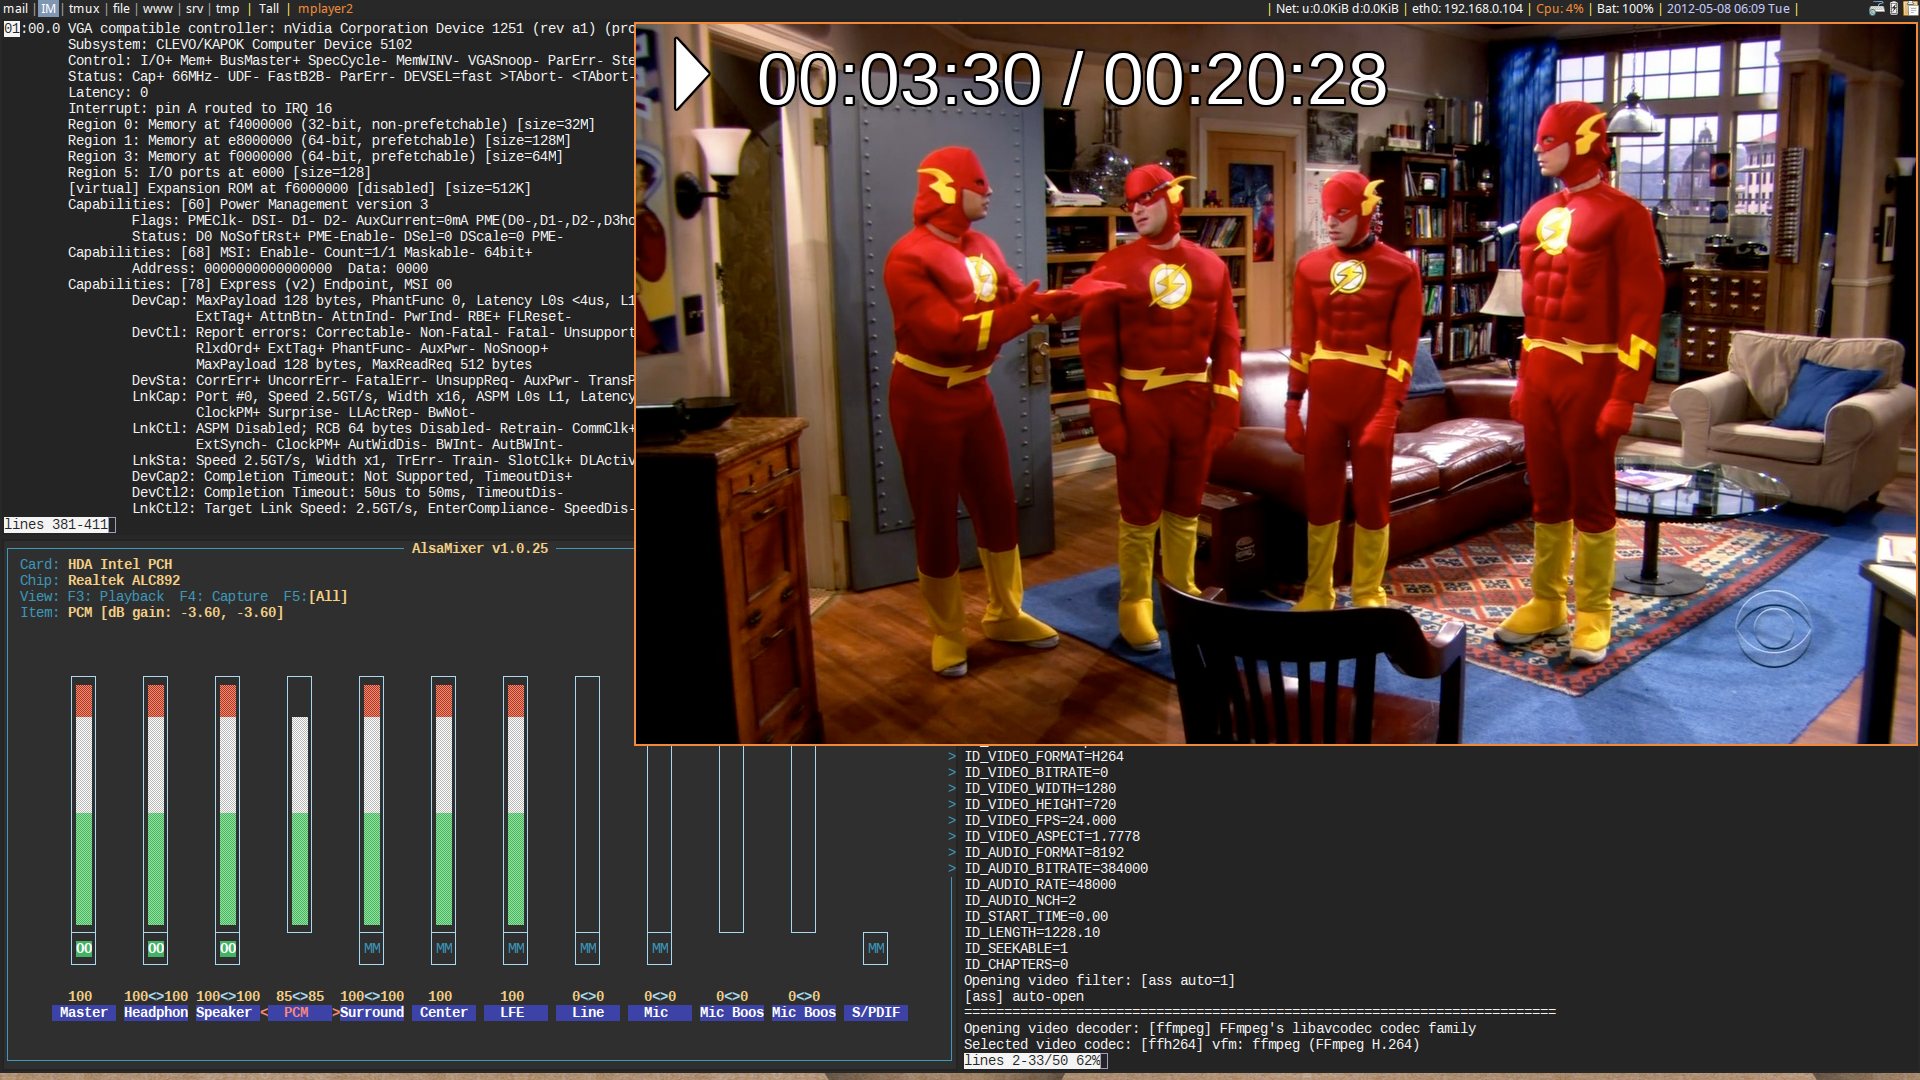 mail | IM | tmux | file | www | srv | tmp | Tall | mplayer2
| Net: u:0.0KiB d:0.0KiB | eth0: 192.168.0.104 | Cpu: 4% | Bat: 100% | 2012-05-08 06:09 Tue |
01:00.0 VGA compatible controller: nVidia Corporation Device 1251 (rev a1) (pro
Subsystem: CLEVO/KAPOK Computer Device 5102
Control: I/O+ Mem+ BusMaster+ SpecCycle- MemWINV- VGASnoop- ParErr- Ste
Status: Cap+ 66MHz- UDF- FastB2B- ParErr- DEVSEL=fast >TAbort- <TAbort-
Latency: 0
Interrupt: pin A routed to IRQ 16
Region 0: Memory at f4000000 (32-bit, non-prefetchable) [size=32M]
Region 1: Memory at e8000000 (64-bit, prefetchable) [size=128M]
Region 3: Memory at f0000000 (64-bit, prefetchable) [size=64M]
Region 5: I/O ports at e000 [size=128]
[virtual] Expansion ROM at f6000000 [disabled] [size=512K]
Capabilities: [60] Power Management version 3
Flags: PMEClk- DSI- D1- D2- AuxCurrent=0mA PME(D0-,D1-,D2-,D3ho
Status: D0 NoSoftRst+ PME-Enable- DSel=0 DScale=0 PME-
Capabilities: [68] MSI: Enable- Count=1/1 Maskable- 64bit+
Address: 0000000000000000  Data: 0000
Capabilities: [78] Express (v2) Endpoint, MSI 00
DevCap: MaxPayload 128 bytes, PhantFunc 0, Latency L0s <4us, L1
ExtTag+ AttnBtn- AttnInd- PwrInd- RBE+ FLReset-
DevCtl: Report errors: Correctable- Non-Fatal- Fatal- Unsupport
RlxdOrd+ ExtTag+ PhantFunc- AuxPwr- NoSnoop+
MaxPayload 128 bytes, MaxReadReq 512 bytes
DevSta: CorrErr+ UncorrErr- FatalErr- UnsuppReq- AuxPwr- TransP
LnkCap: Port #0, Speed 2.5GT/s, Width x16, ASPM L0s L1, Latency
ClockPM+ Surprise- LLActRep- BwNot-
LnkCtl: ASPM Disabled; RCB 64 bytes Disabled- Retrain- CommClk+
ExtSynch- ClockPM+ AutWidDis- BWInt- AutBWInt-
LnkSta: Speed 2.5GT/s, Width x1, TrErr- Train- SlotClk+ DLActiv
DevCap2: Completion Timeout: Not Supported, TimeoutDis+
DevCtl2: Completion Timeout: 50us to 50ms, TimeoutDis-
LnkCtl2: Target Link Speed: 2.5GT/s, EnterCompliance- SpeedDis-
lines 381-411
00:03:30 / 00:20:28
AlsaMixer v1.0.25
Card: HDA Intel PCH
Chip: Realtek ALC892
View: F3: Playback  F4: Capture  F5:[All]
Item: PCM [dB gain: -3.60, -3.60]
OO OO OO MM MM MM MM MM MM
100 100<>100 100<>100 85<>85 100<>100 100 100 0<>0 0<>0 0<>0 0<>0
Master Headphon Speaker < PCM > Surround Center LFE Line Mic Mic Boos Mic Boos S/PDIF
> ID_VIDEO_FORMAT=H264
> ID_VIDEO_BITRATE=0
> ID_VIDEO_WIDTH=1280
> ID_VIDEO_HEIGHT=720
> ID_VIDEO_FPS=24.000
> ID_VIDEO_ASPECT=1.7778
> ID_AUDIO_FORMAT=8192
> ID_AUDIO_BITRATE=384000
ID_AUDIO_RATE=48000
ID_AUDIO_NCH=2
ID_START_TIME=0.00
ID_LENGTH=1228.10
ID_SEEKABLE=1
ID_CHAPTERS=0
Opening video filter: [ass auto=1]
[ass] auto-open
==========================================================================
Opening video decoder: [ffmpeg] FFmpeg's libavcodec codec family
Selected video codec: [ffh264] vfm: ffmpeg (FFmpeg H.264)
lines 2-33/50 62%